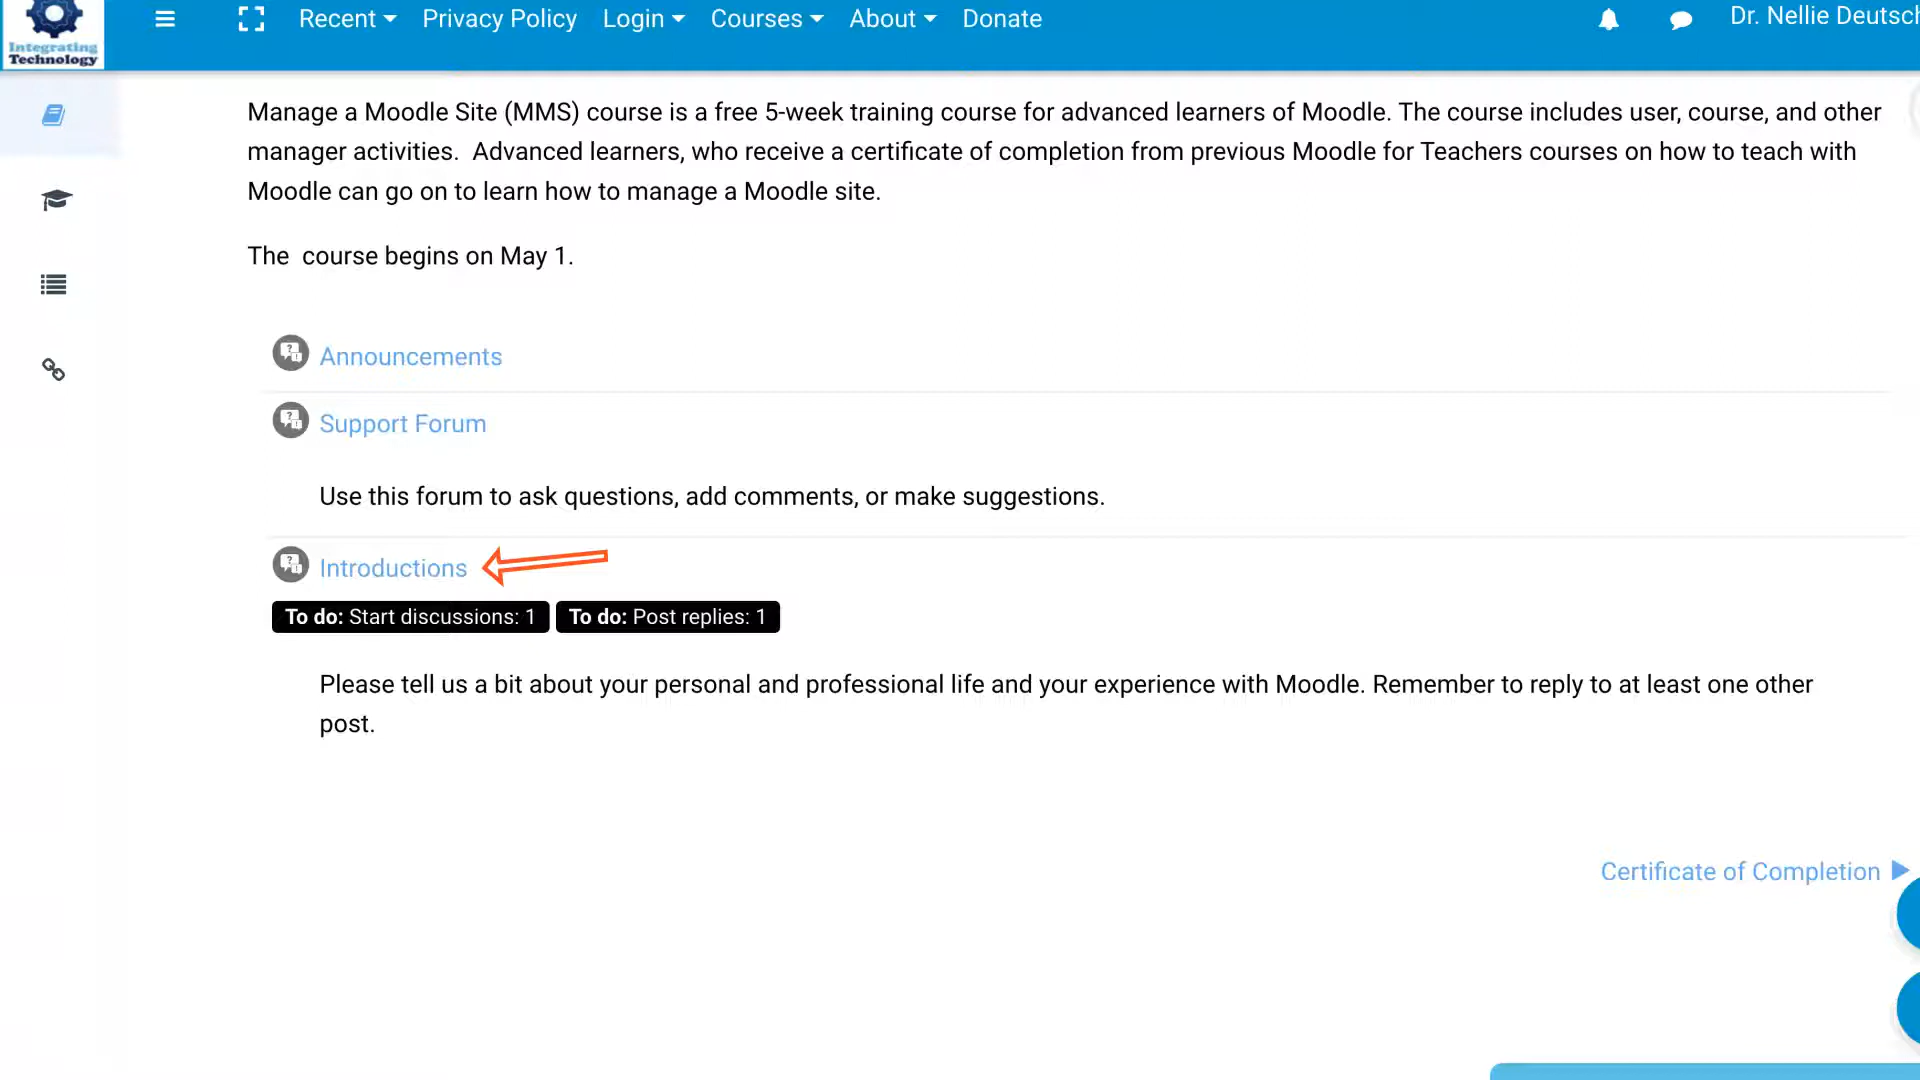 Integrating
Technology
Recent
Privacy Policy
Login
Courses
About
Donate
Dr. Nellie Deutsch
Manage a Moodle Site (MMS) course is a free 5-week training course for advanced learners of Moodle. The course includes user, course, and other
manager activities.  Advanced learners, who receive a certificate of completion from previous Moodle for Teachers courses on how to teach with
Moodle can go on to learn how to manage a Moodle site.
The  course begins on May 1.
Announcements
Support Forum
Use this forum to ask questions, add comments, or make suggestions.
Introductions
To do: Start discussions: 1
To do: Post replies: 1
Please tell us a bit about your personal and professional life and your experience with Moodle. Remember to reply to at least one other
post.
Certificate of Completion